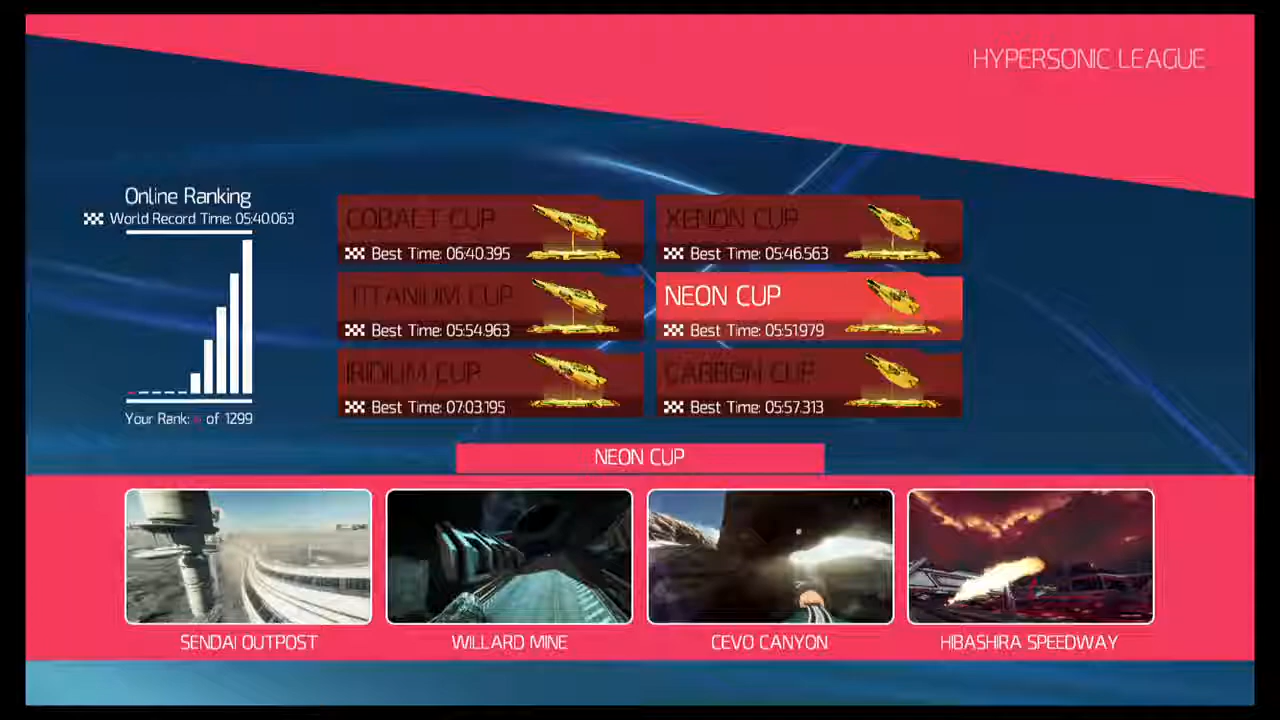 HYPERSONIC LEAGUE
Online Ranking
World Record Time: 05:40.063
Your Rank: of 1299
COBALT CUP
Best Time: 06:40.395
XENON CUP
Best Time: 05:46.563
TITANIUM CUP
Best Time: 05:54.963
NEON CUP
Best Time: 05:51.979
IRIDIUM CUP
Best Time: 07:03.195
CARBON CUP
Best Time: 05:57.313
NEON CUP
SENDAI OUTPOST
WILLARD MINE
CEVO CANYON
HIBASHIRA SPEEDWAY